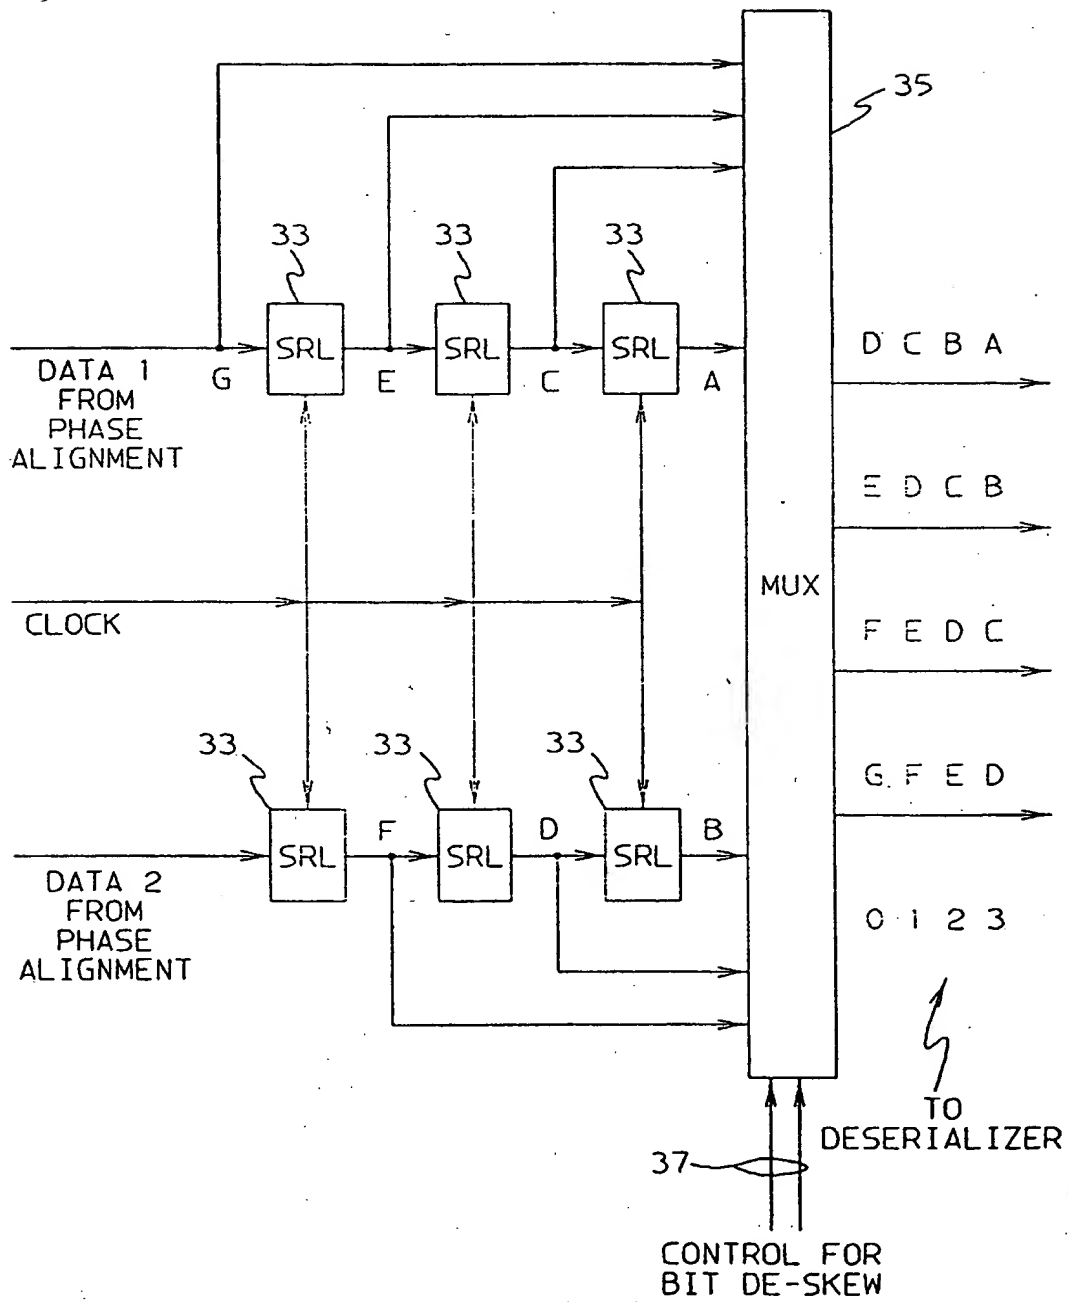 35
33 33 33
SRL SRL SRL
D C B A
DATA 1
FROM
PHASE
ALIGNMENT
G E C A
E D C B
MUX
CLOCK
F E D C
33 33 33
G F E D
F D B
SRL SRL SRL
DATA 2
FROM
PHASE
ALIGNMENT
0 1 2 3
TO
DESERIALIZER
37
CONTROL FOR
BIT DE-SKEW